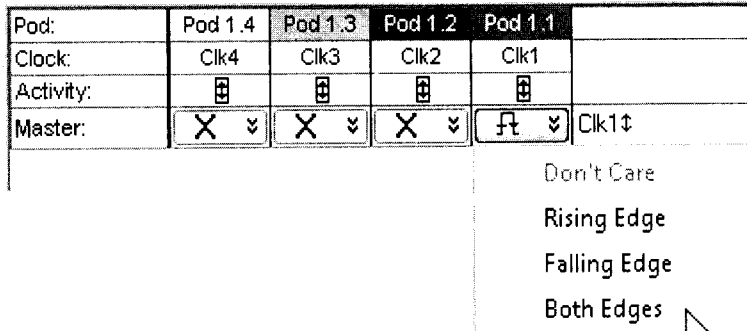 Pod: Pod 1.4 Pod 1.3 Pod 1.2 Pod 1.1
Clock: Clk4 Clk3 Clk2 Clk1
Activity:
Master: X X X Clk1↕
Don't Care
Rising Edge
Falling Edge
Both Edges